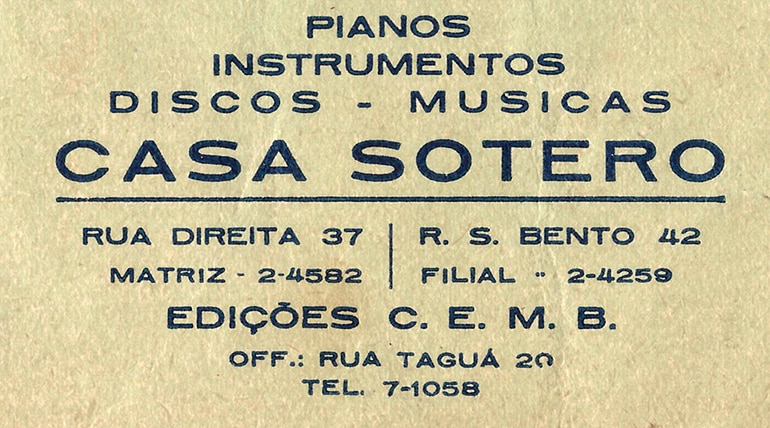 PIANOS
INSTRUMENTOS
DISCOS - MUSICAS
CASA SOTERO
RUA DIREITA 37 | R. S. BENTO 42
MATRIZ - 2-4582 | FILIAL - 2-4259
EDIÇÕES C. E. M. B.
OFF.: RUA TAGUÁ 20
TEL. 7-1058